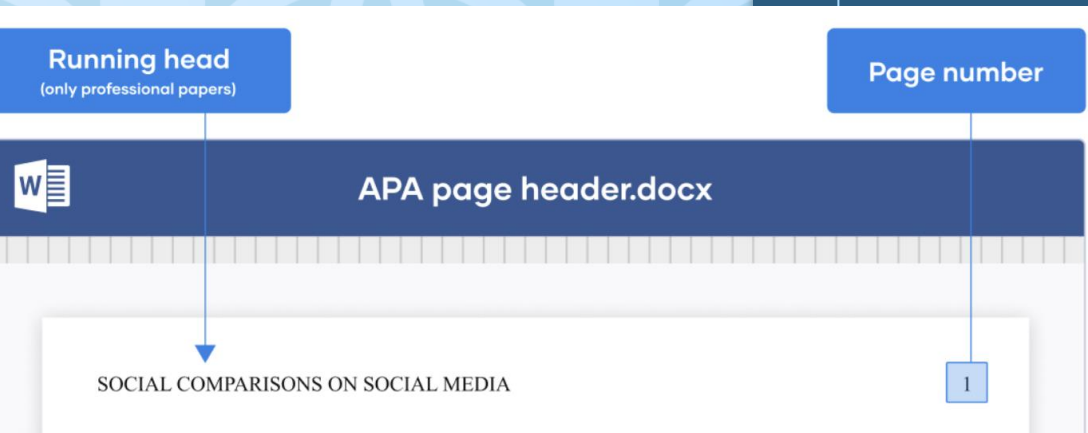 Running head
(only professional papers)
Page number
W
APA page header.docx
SOCIAL COMPARISONS ON SOCIAL MEDIA
1